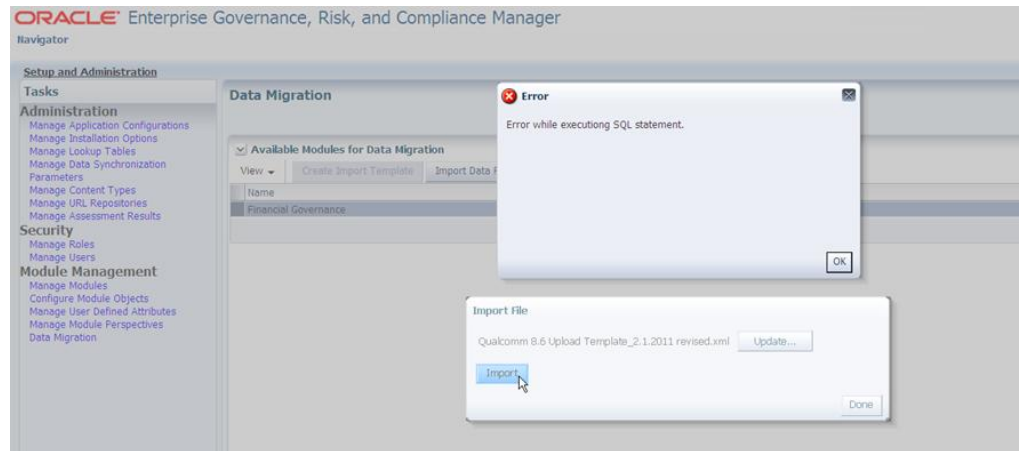 ORACLE® Enterprise Governance, Risk, and Compliance Manager
Navigator
Setup and Administration
Tasks
Administration
Manage Application Configurations
Manage Installation Options
Manage Lookup Tables
Manage Data Synchronization
Parameters
Manage Content Types
Manage URL Repositories
Manage Assessment Results
Security
Manage Roles
Manage Users
Module Management
Manage Modules
Configure Module Objects
Manage User Defined Attributes
Manage Module Perspectives
Data Migration
Data Migration
Available Modules for Data Migration
View Create Import Template Import Data F
Name
Financial Governance
Error
Error while executiong SQL statement.
OK
Import File
Qualcomm 8.6 Upload Template_2.1.2011 revised.xml Update...
Import
Done